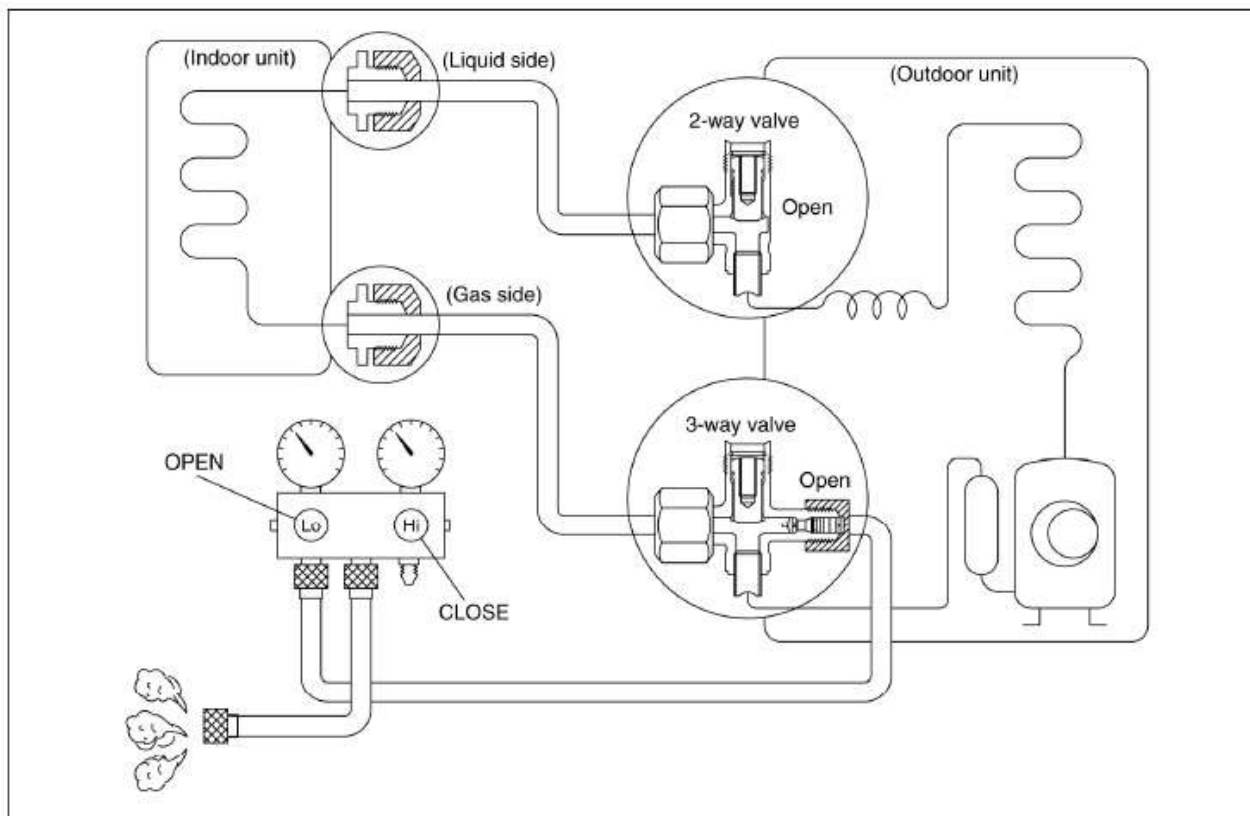 (Indoor unit)
(Liquid side)
(Outdoor unit)
2-way valve
Open
(Gas side)
3-way valve
Open
OPEN
Lo
Hi
CLOSE